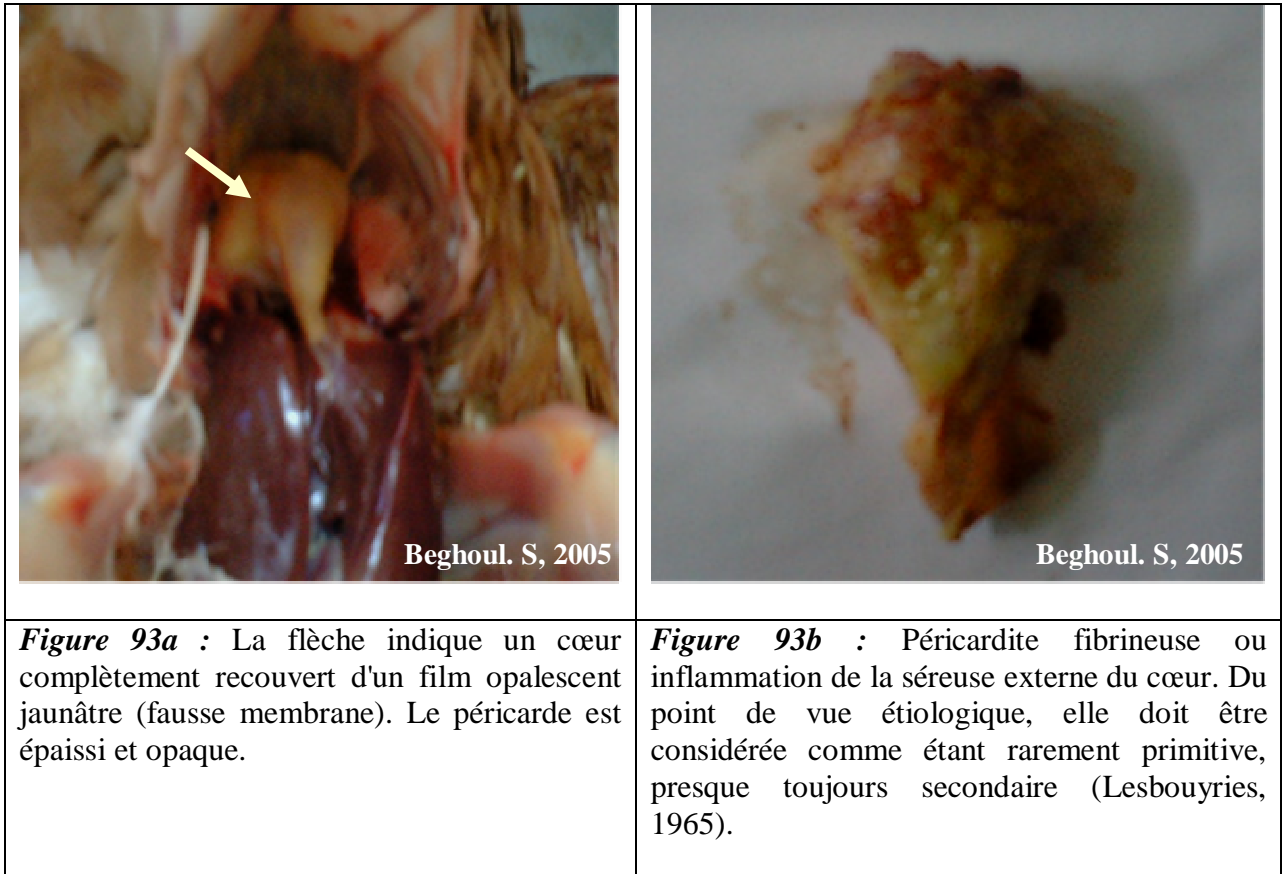 Beghoul. S, 2005
Beghoul. S, 2005
Figure 93a : La flèche indique un cœur
complètement recouvert d'un film opalescent
jaunâtre (fausse membrane). Le péricarde est
épaissi et opaque.
Figure 93b : Péricardite fibrineuse ou
inflammation de la séreuse externe du cœur. Du
point de vue étiologique, elle doit être
considérée comme étant rarement primitive,
presque toujours secondaire (Lesbouyries,
1965).